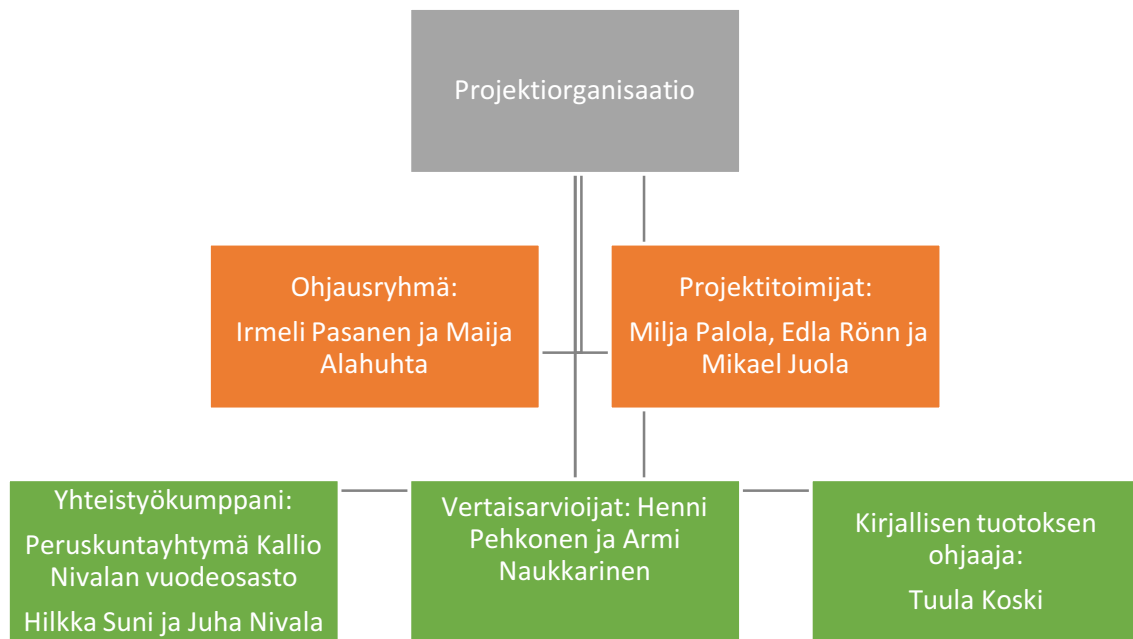 Projektiorganisaatio
Ohjausryhmä:
Irmeli Pasanen ja Maija
Alahuhta
Projektitoimijat:
Milja Palola, Edla Rönn ja
Mikael Juola
Yhteistyökumppani:
Peruskuntayhtymä Kallio
Nivalan vuodeosasto
Hilkka Suni ja Juha Nivala
Vertaisarvioijat: Henni
Pehkonen ja Armi
Naukkarinen
Kirjallisen tuotoksen
ohjaaja:
Tuula Koski